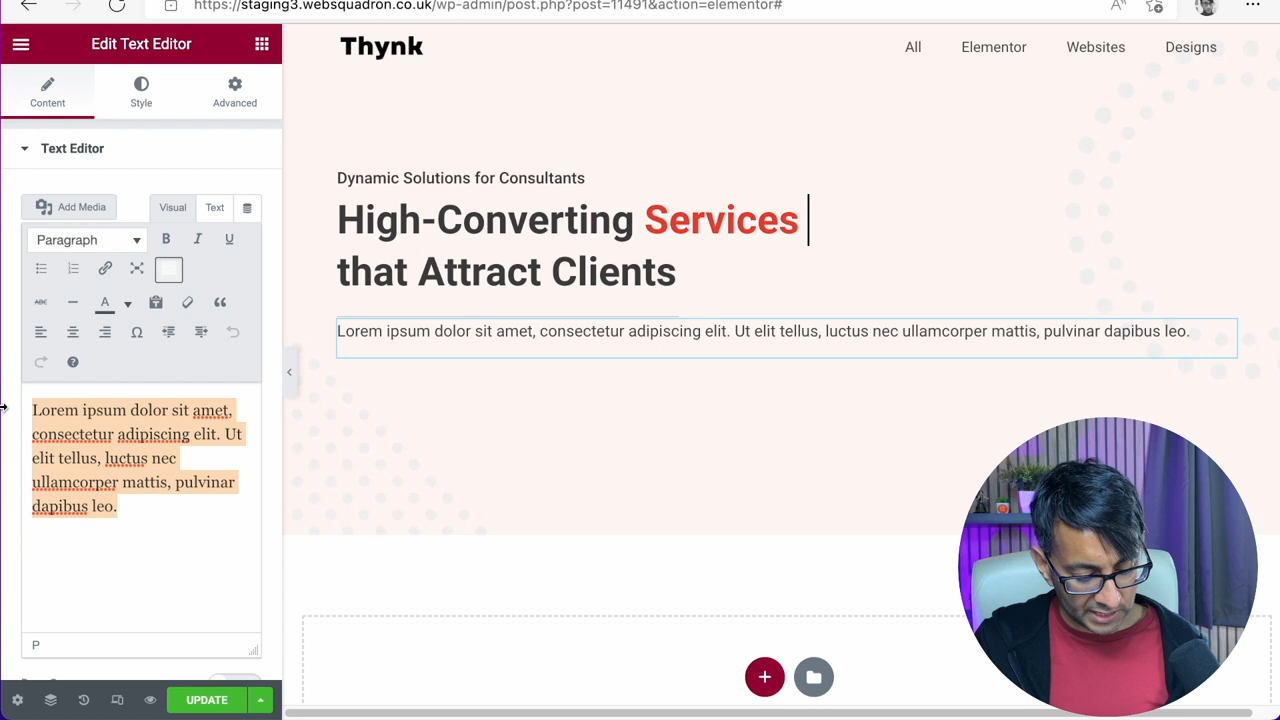 https://staging3.websquadron.co.uk/wp-admin/post.php?post=11491&action=elementor#
Edit Text Editor
Content
Style
Advanced
Text Editor
Add Media
Visual
Text
Paragraph
B
I
U
ABC
A
Lorem ipsum dolor sit amet,
consectetur adipiscing elit. Ut
elit tellus, luctus nec
ullamcorper mattis, pulvinar
dapibus leo.
P
UPDATE
Thynk
All
Elementor
Websites
Designs
Dynamic Solutions for Consultants
High-Converting Services
that Attract Clients
Lorem ipsum dolor sit amet, consectetur adipiscing elit. Ut elit tellus, luctus nec ullamcorper mattis, pulvinar dapibus leo.